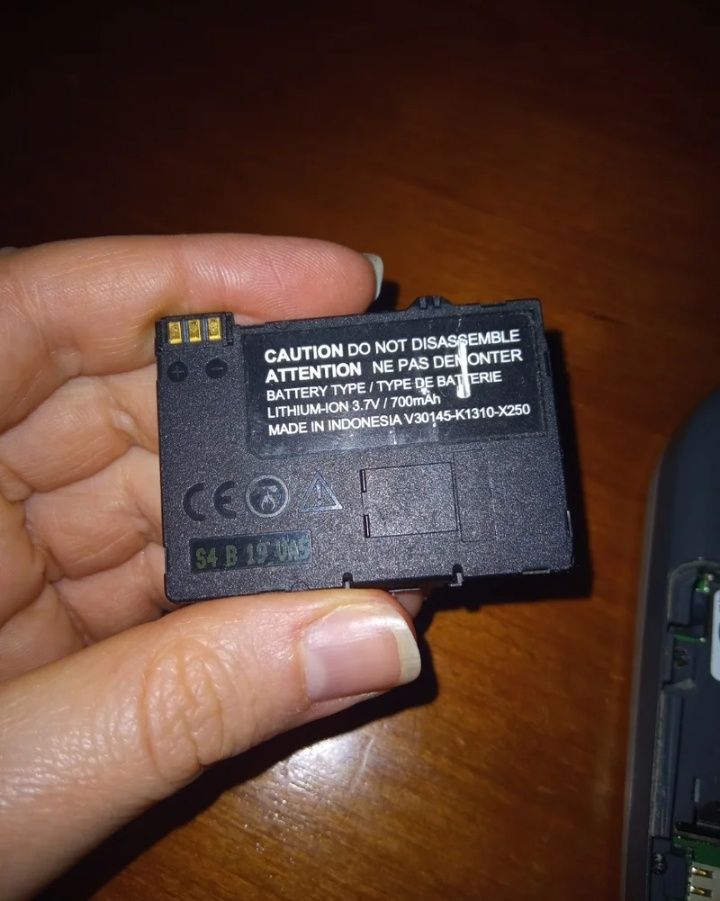 CAUTION DO NOT DISASSEMBLE
ATTENTION NE PAS DEMONTER
BATTERY TYPE / TYPE DE BATTERIE
LITHIUM-ION 3.7V / 700mAh
MADE IN INDONESIA V30145-K1310-X250
CE
S4 B 19